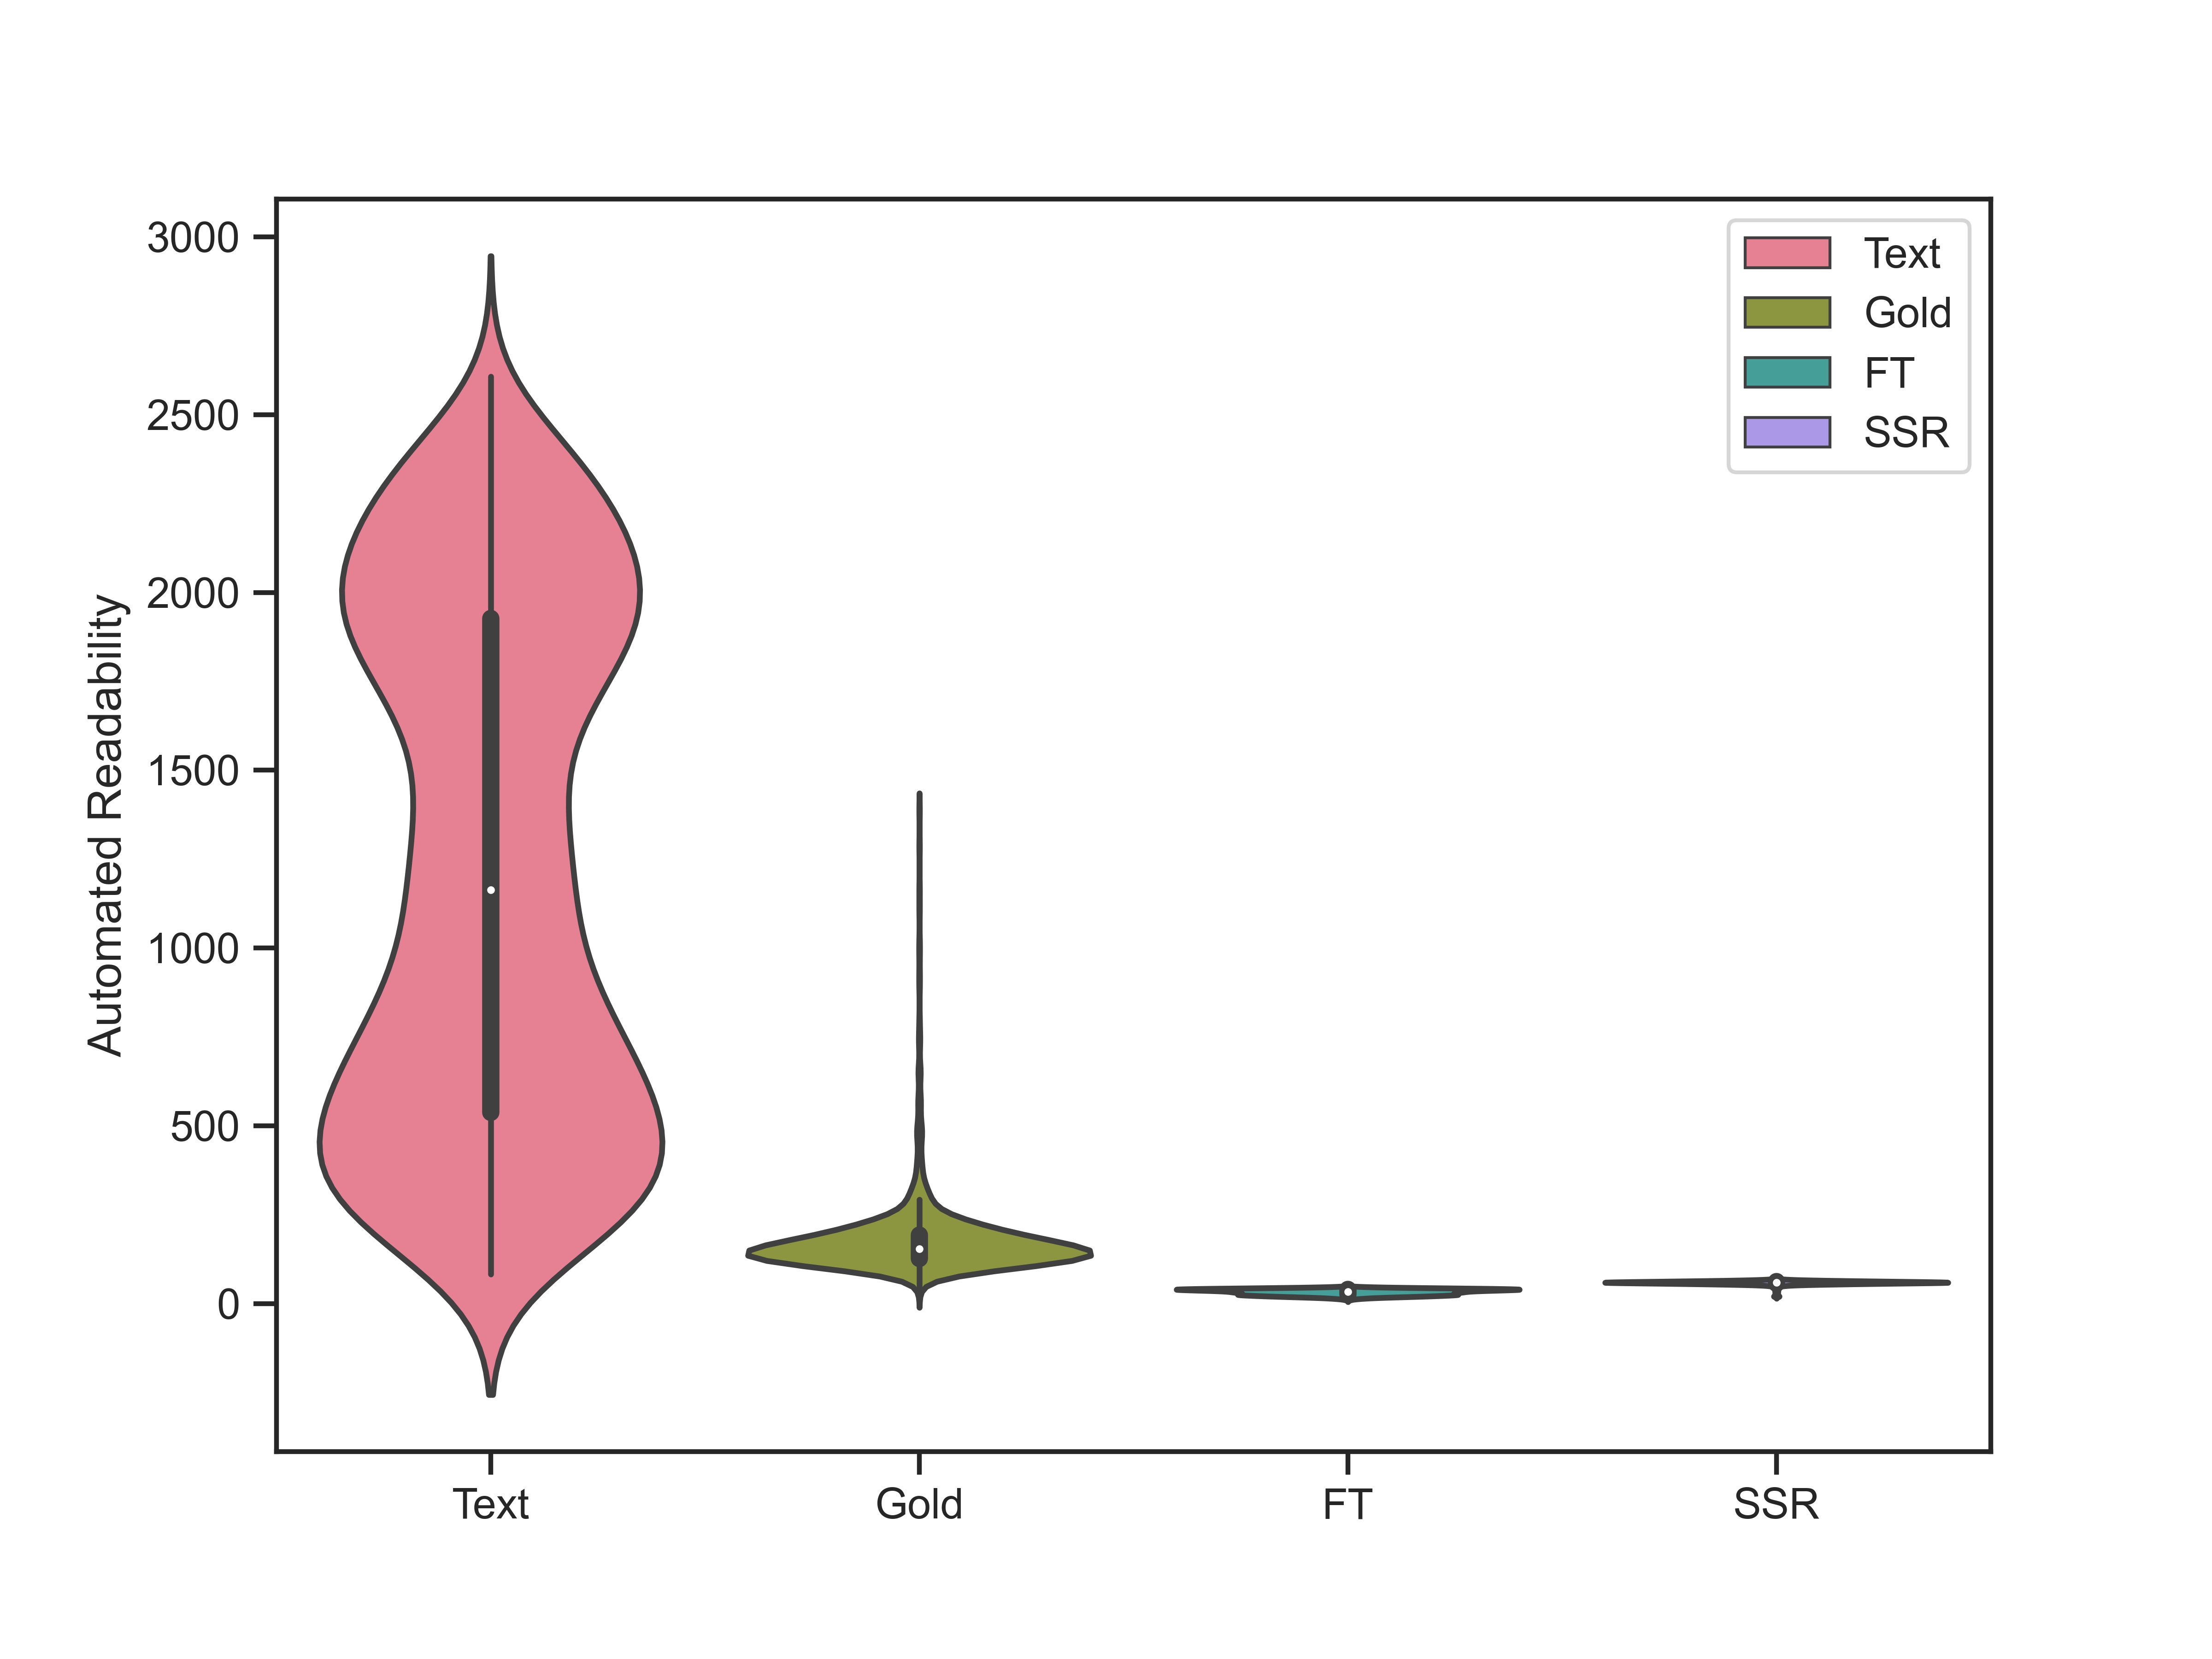 Automated Readability
3000
2500
2000
1500
1000
500
0
Text
Gold
FT
SSR
Text
Gold
FT
SSR